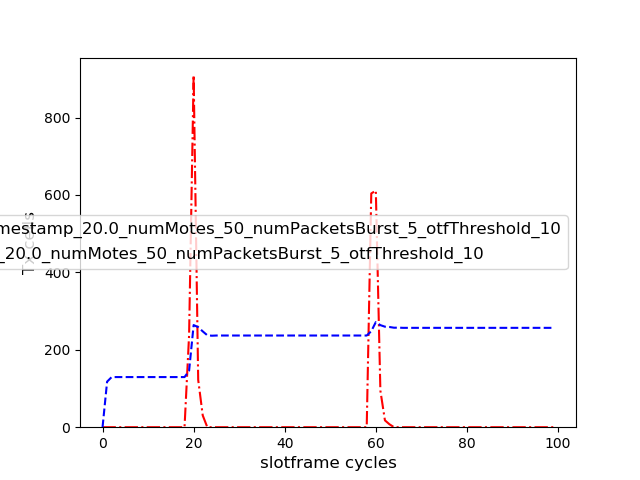 800
600
mestamp_20.0_numMotes_50_numPacketsBurst_5_otfThreshold_10
_20.0_numMotes_50_numPacketsBurst_5_otfThreshold_10
400
200
0
0 20 40 60 80 100
slotframe cycles